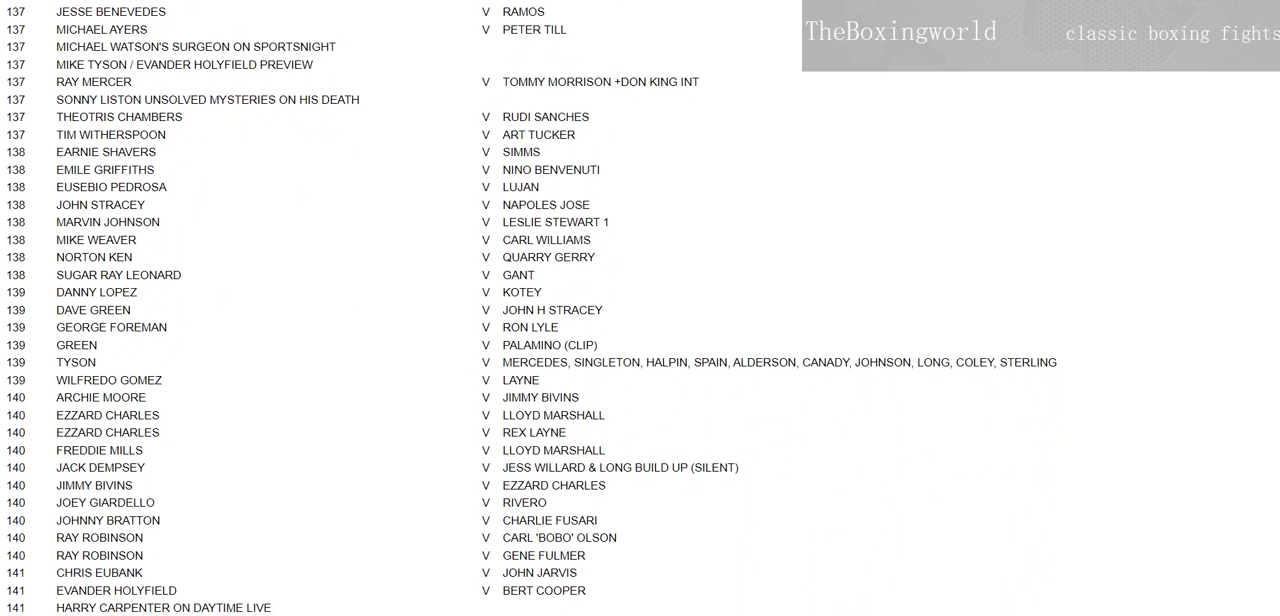 137 JESSE BENEVEDES V RAMOS
137 MICHAEL AYERS V PETER TILL
137 MICHAEL WATSON'S SURGEON ON SPORTSNIGHT
137 MIKE TYSON / EVANDER HOLYFIELD PREVIEW
137 RAY MERCER V TOMMY MORRISON +DON KING INT
137 SONNY LISTON UNSOLVED MYSTERIES ON HIS DEATH
137 THEOTRIS CHAMBERS V RUDI SANCHES
137 TIM WITHERSPOON V ART TUCKER
138 EARNIE SHAVERS V SIMMS
138 EMILE GRIFFITHS V NINO BENVENUTI
138 EUSEBIO PEDROSA V LUJAN
138 JOHN STRACEY V NAPOLES JOSE
138 MARVIN JOHNSON V LESLIE STEWART 1
138 MIKE WEAVER V CARL WILLIAMS
138 NORTON KEN V QUARRY GERRY
138 SUGAR RAY LEONARD V GANT
139 DANNY LOPEZ V KOTEY
139 DAVE GREEN V JOHN H STRACEY
139 GEORGE FOREMAN V RON LYLE
139 GREEN V PALAMINO (CLIP)
139 TYSON V MERCEDES, SINGLETON, HALPIN, SPAIN, ALDERSON, CANADY, JOHNSON, LONG, COLEY, STERLING
139 WILFREDO GOMEZ V LAYNE
140 ARCHIE MOORE V JIMMY BIVINS
140 EZZARD CHARLES V LLOYD MARSHALL
140 EZZARD CHARLES V REX LAYNE
140 FREDDIE MILLS V LLOYD MARSHALL
140 JACK DEMPSEY V JESS WILLARD & LONG BUILD UP (SILENT)
140 JIMMY BIVINS V EZZARD CHARLES
140 JOEY GIARDELLO V RIVERO
140 JOHNNY BRATTON V CHARLIE FUSARI
140 RAY ROBINSON V CARL 'BOBO' OLSON
140 RAY ROBINSON V GENE FULMER
141 CHRIS EUBANK V JOHN JARVIS
141 EVANDER HOLYFIELD V BERT COOPER
141 HARRY CARPENTER ON DAYTIME LIVE
TheBoxingworld classic boxing fights